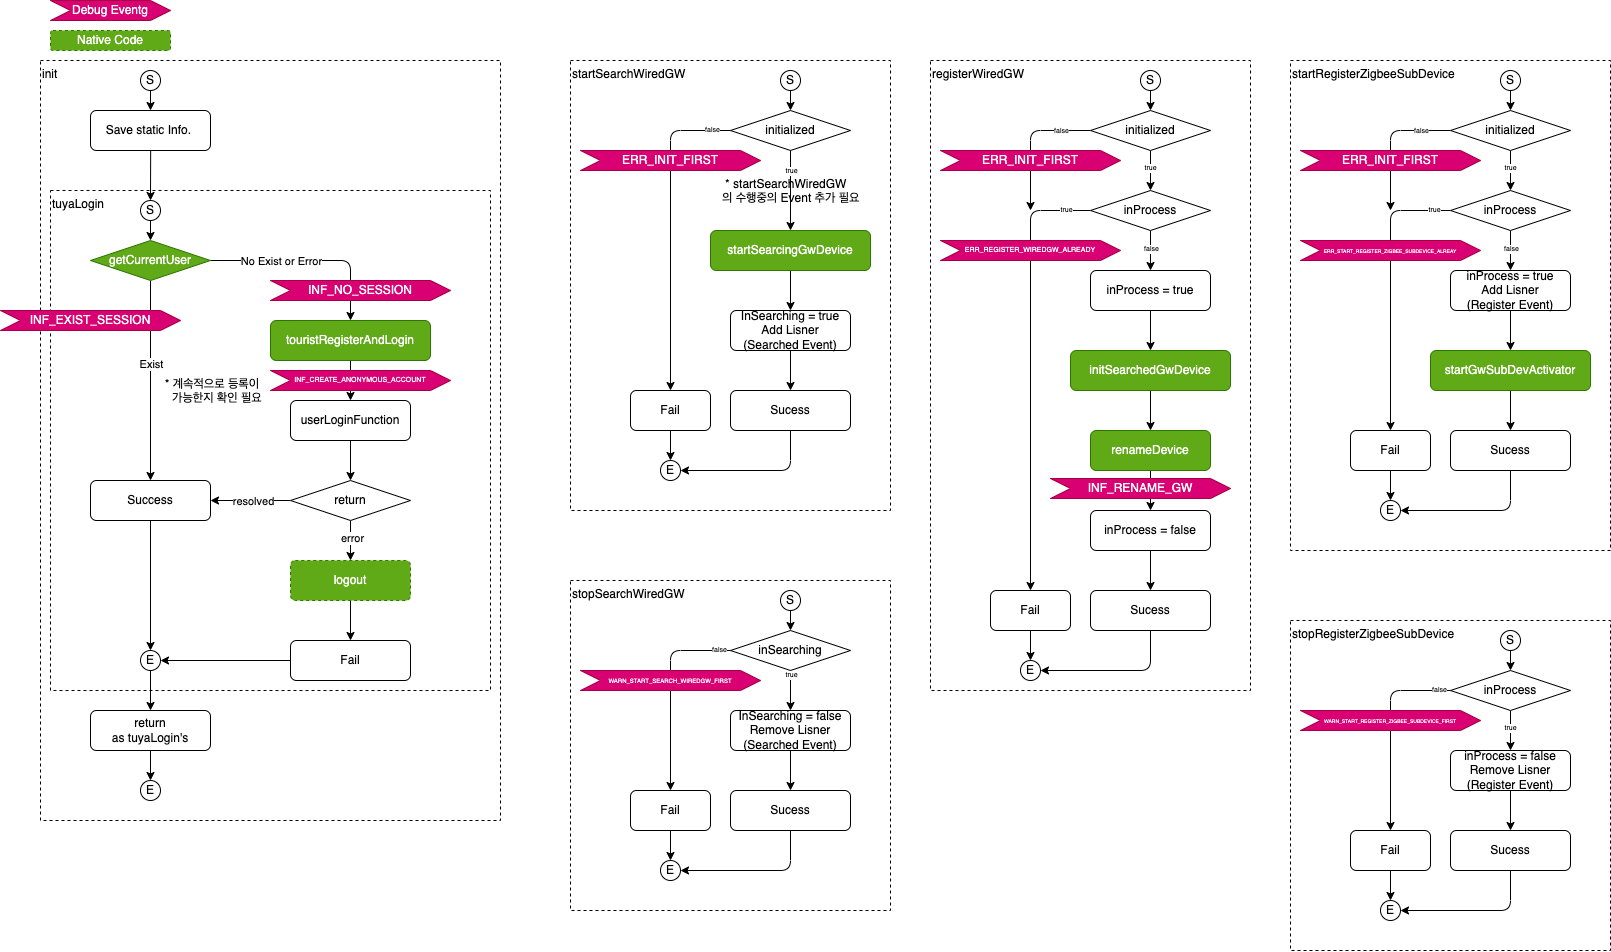 Debug Eventg
Native Code
init
S
Save static Info.
tuyaLogin
S
getCurrentUser
No Exist or Error
INF_NO_SESSION
INF_EXIST_SESSION
touristRegisterAndLogin
Exist
INF_CREATE_ANONYMOUS_ACCOUNT
* 계속적으로 등록이
가능한지 확인 필요
userLoginFunction
Success
resolved
return
error
logout
Fail
E
return
as tuyaLogin's
E
startSearchWiredGW
S
initialized
false
ERR_INIT_FIRST
true
* startSearchWiredGW
의 수행중의 Event 추가 필요
startSearcingGwDevice
InSearching = true
Add Lisner
(Searched Event)
Fail
Sucess
E
stopSearchWiredGW
S
inSearching
false
true
WARN_START_SEARCH_WIREDGW_FIRST
InSearching = false
Remove Lisner
(Searched Event)
Fail
Sucess
E
registerWiredGW
S
initialized
false
ERR_INIT_FIRST
true
inProcess
true
ERR_REGISTER_WIREDGW_ALREADY
false
inProcess = true
initSearchedGwDevice
renameDevice
INF_RENAME_GW
inProcess = false
Fail
Sucess
E
startRegisterZigbeeSubDevice
S
initialized
false
ERR_INIT_FIRST
true
inProcess
true
ERR_START_REGISTER_ZIGBEE_SUBDEVICE_ALREAY
false
inProcess = true
Add Lisner
(Register Event)
startGwSubDevActivator
Fail
Sucess
E
stopRegisterZigbeeSubDevice
S
inProcess
false
WARN_START_REGISTER_ZIGBEE_SUBDEVICE_FIRST
true
inProcess = false
Remove Lisner
(Register Event)
Fail
Sucess
E